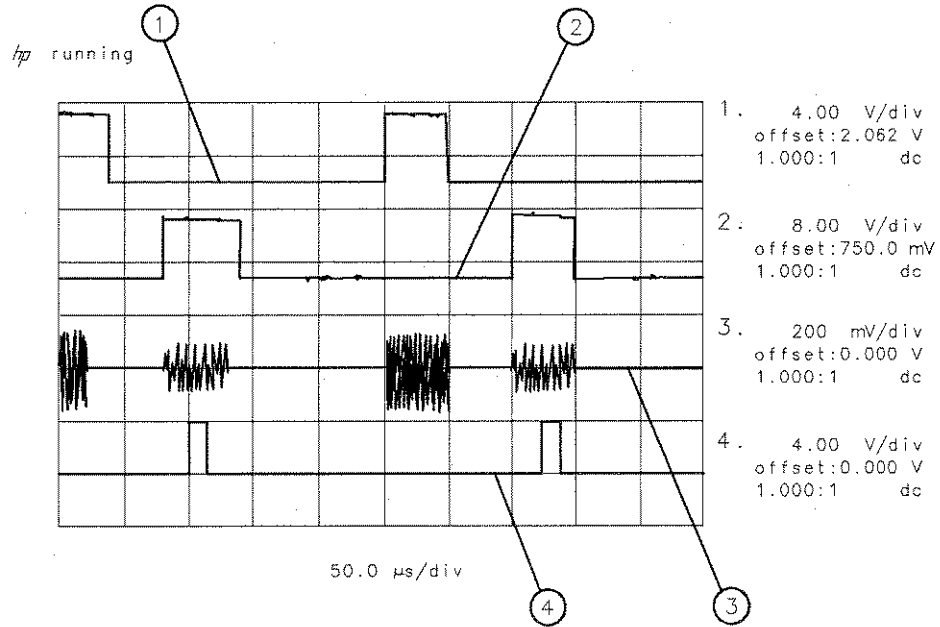 1
2
hp running
1. 4.00 V/div
offset:2.062 V
1.000:1 dc
2. 8.00 V/div
offset:750.0 mV
1.000:1 dc
3. 200 mV/div
offset:0.000 V
1.000:1 dc
4. 4.00 V/div
offset:0.000 V
1.000:1 dc
50.0 µs/div
4
3